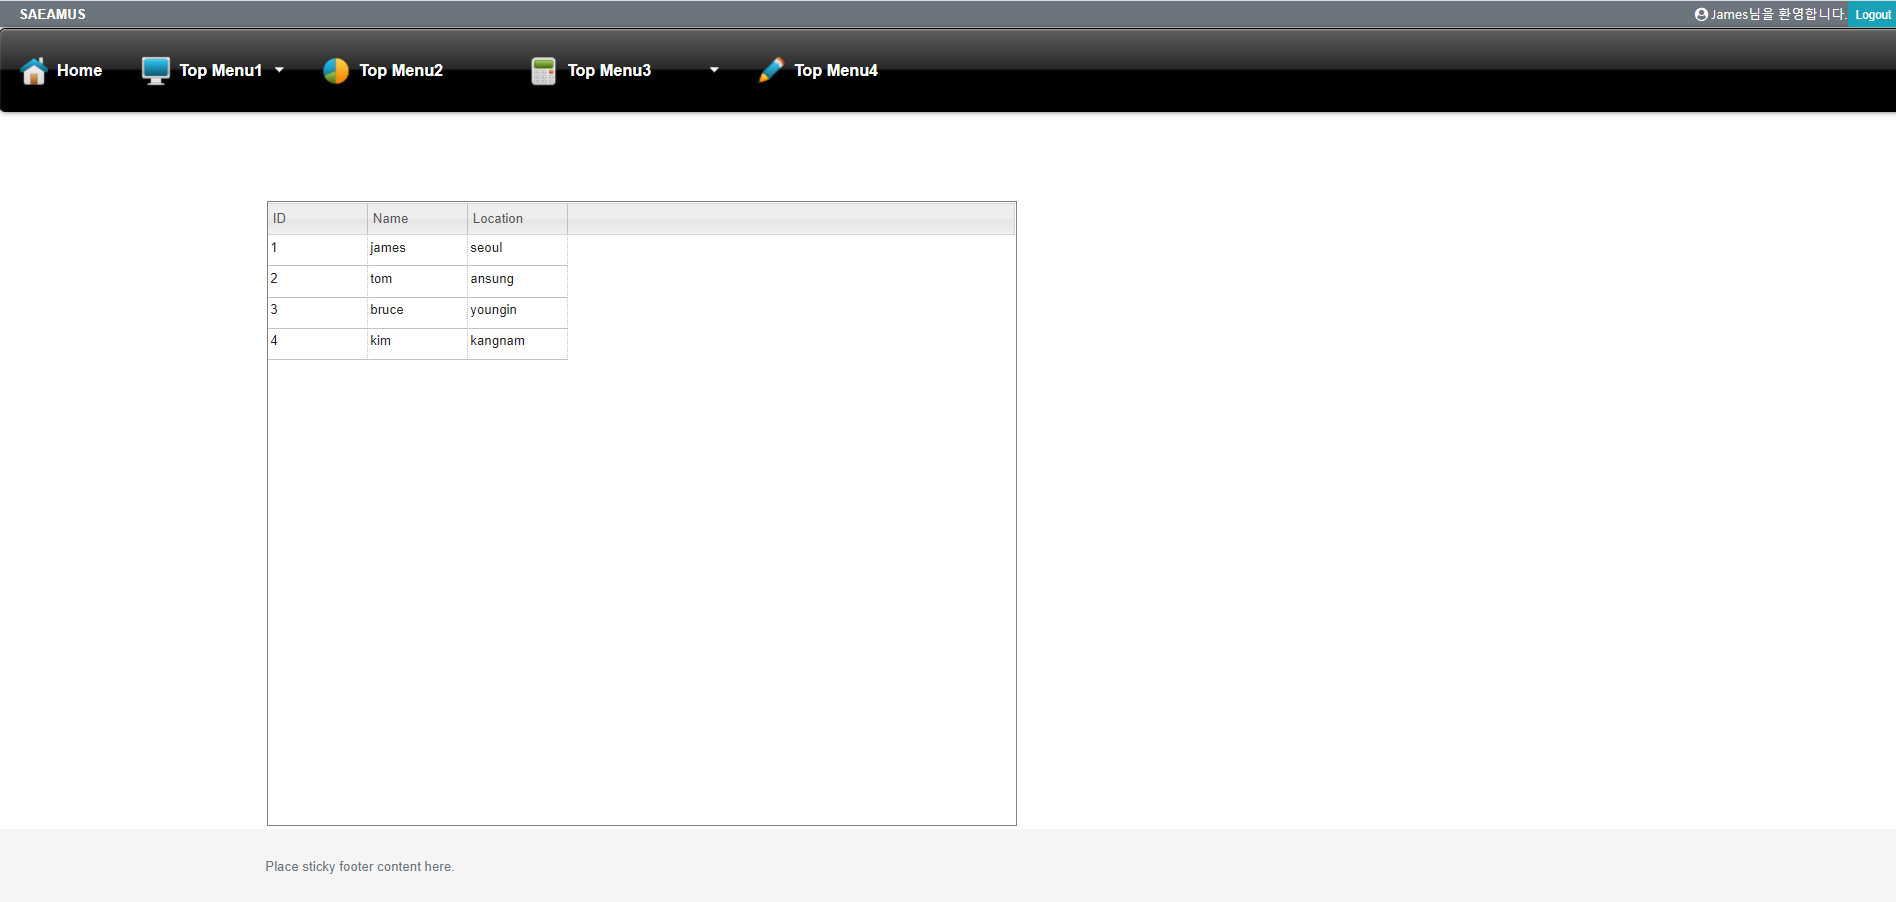 SAEAMUS James님을 환영합니다. Logout
Home Top Menu1 Top Menu2 Top Menu3 Top Menu4
ID Name Location
1 james seoul
2 tom ansung
3 bruce youngin
4 kim kangnam
Place sticky footer content here.